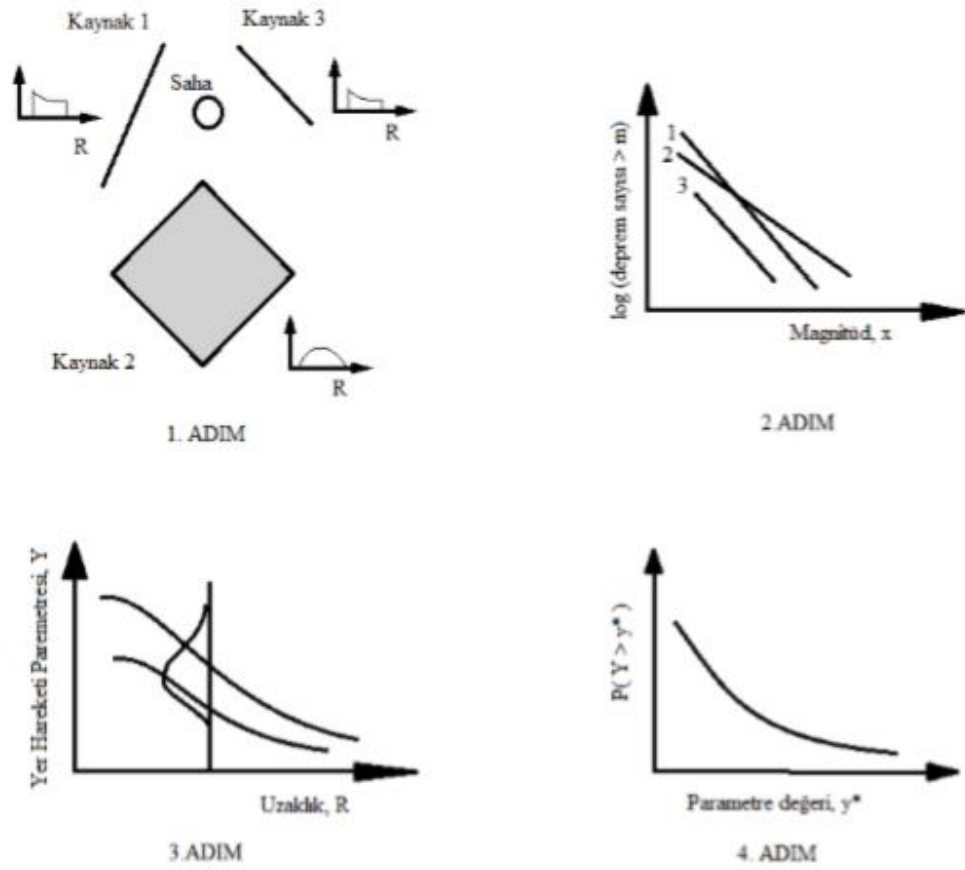 Kaynak 1
Kaynak 3
Saha
R
R
Kaynak 2
R
1. ADIM
log (deprem sayısı > m)
1
2
3
Magnitüd, x
2.ADIM
Yer Hareketi Paremetresi, Y
Uzaklık, R
3.ADIM
P( Y > y* )
Parametre değeri, y*
4. ADIM